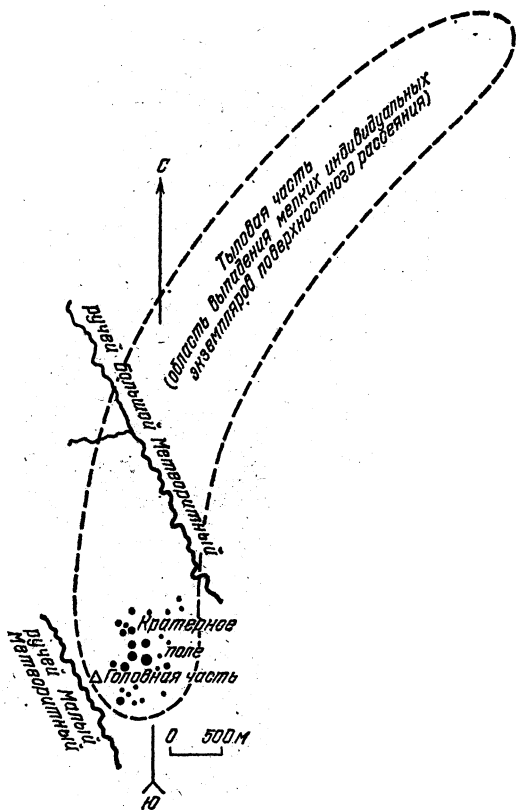 Тыловая часть
(область выпадения мелких индивидуальных
экземпляров поверхностного рассеяния)
С
ручей Большой Метеоритный
Кратерное
поле
Головная часть
ручей Малый
Метеоритный
0 500 м
Ю